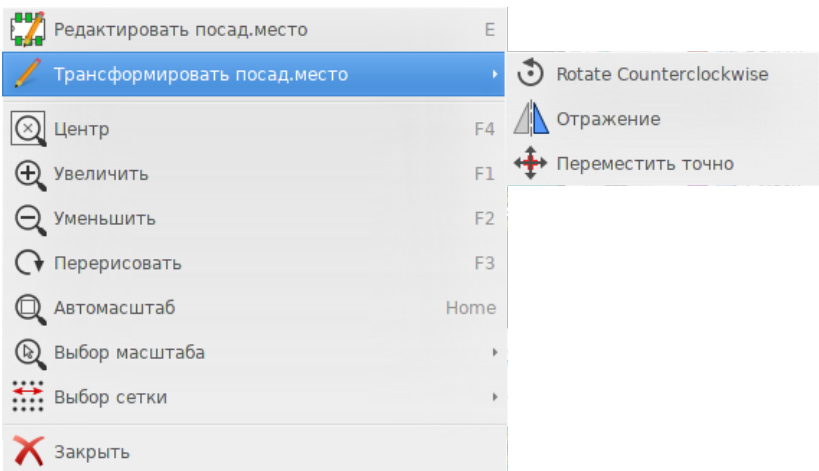 Редактировать посад.место E
Трансформировать посад.место
Rotate Counterclockwise
Отражение
Переместить точно
Центр F4
Увеличить F1
Уменьшить F2
Перерисовать F3
Автомасштаб Home
Выбор масштаба
Выбор сетки
Закрыть